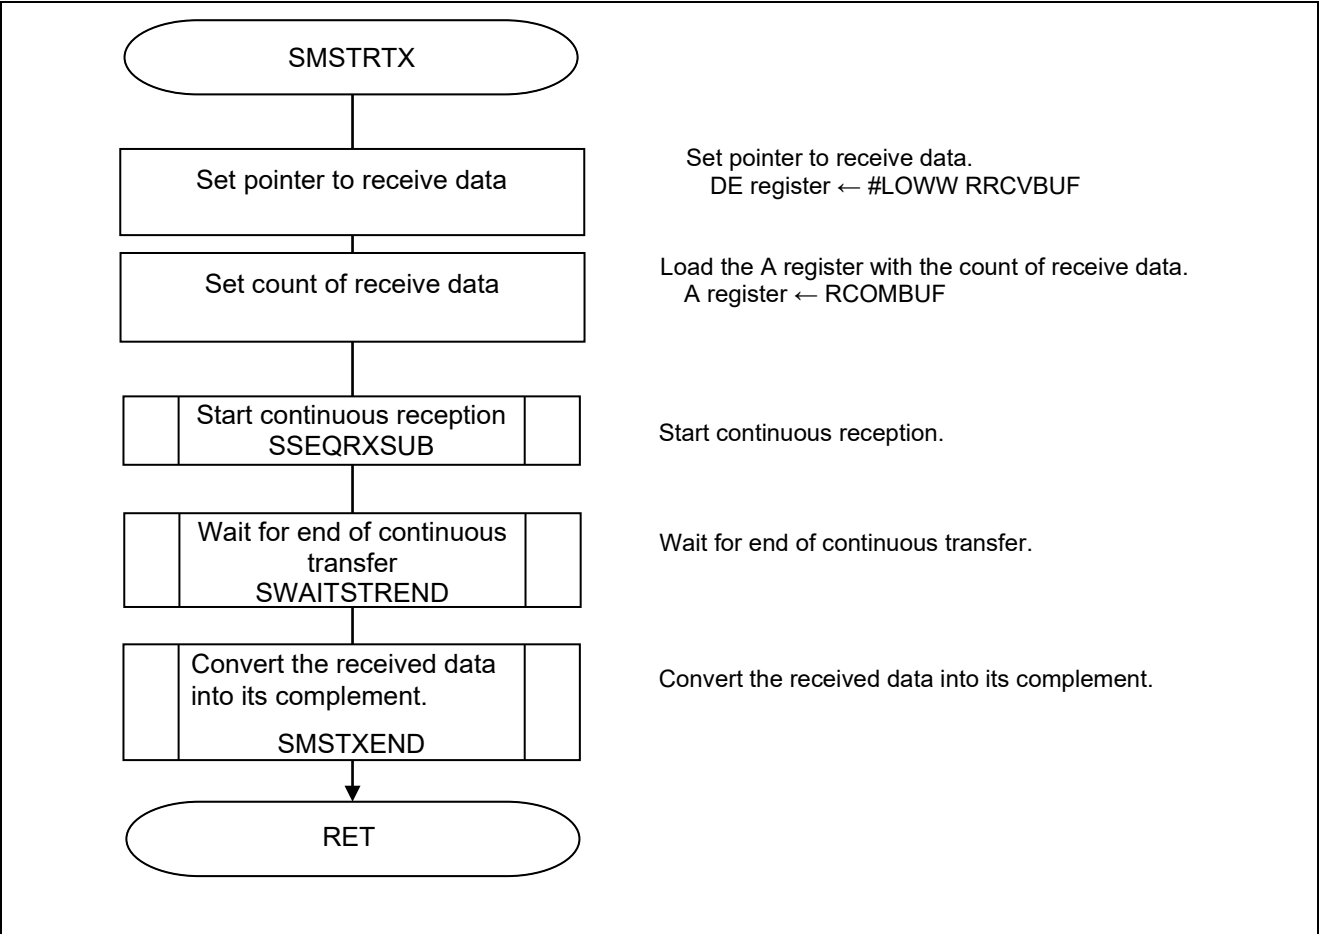 SMSTRTX
Set pointer to receive data
Set pointer to receive data.
DE register ← #LOWW RRCVBUF
Set count of receive data
Load the A register with the count of receive data.
A register ← RCOMBUF
Start continuous reception
SSEQRXSUB
Start continuous reception.
Wait for end of continuous
transfer
SWAITSTREND
Wait for end of continuous transfer.
Convert the received data
into its complement.
SMSTXEND
Convert the received data into its complement.
RET